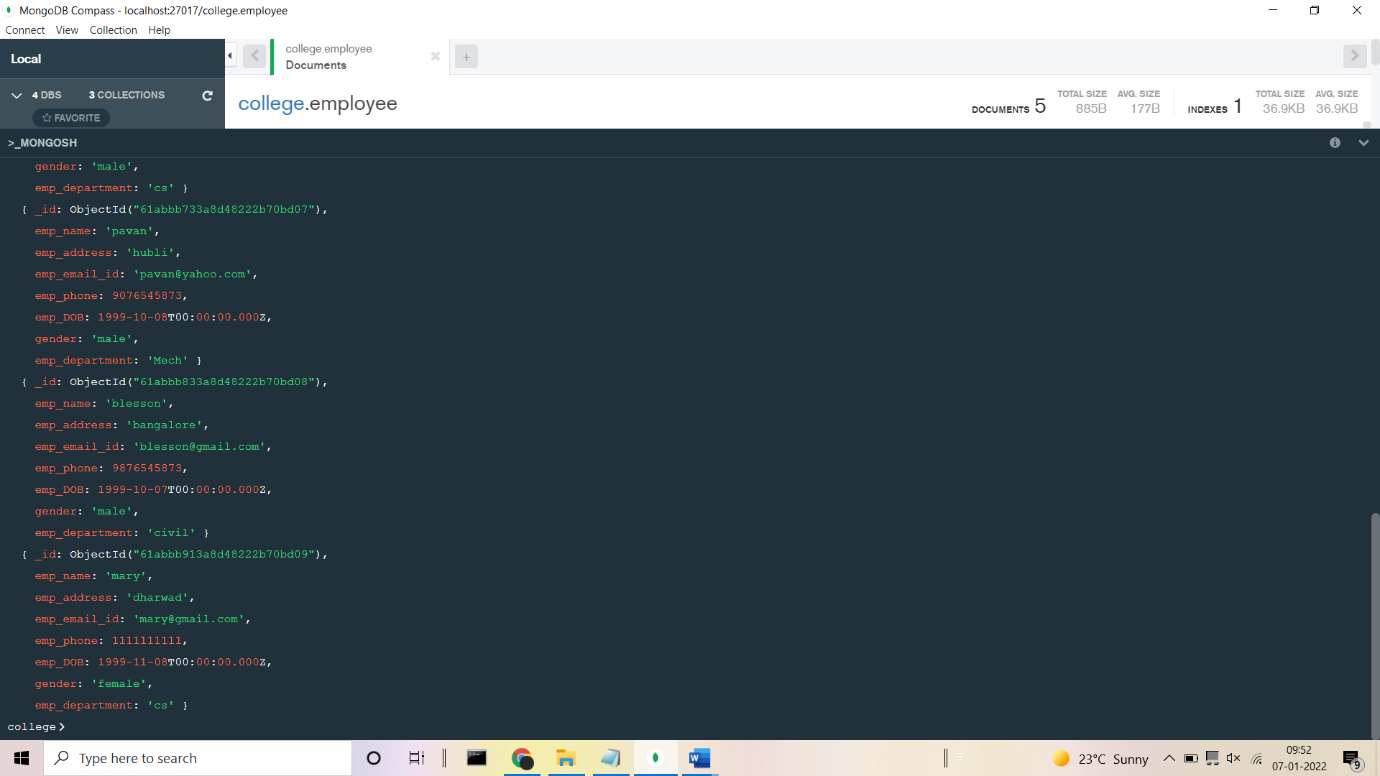 MongoDB Compass - localhost:27017/college.employee
Connect View Collection Help
Local
college.employee
Documents
4 DBS 3 COLLECTIONS
FAVORITE
college.employee
DOCUMENTS 5
TOTAL SIZE AVG. SIZE
885B 177B
INDEXES 1
TOTAL SIZE AVG. SIZE
36.9KB 36.9KB
>_MONGOSH
gender: 'male',
emp_department: 'cs' }
{ _id: ObjectId("61abbb733a8d48222b70bd07"),
emp_name: 'pavan',
emp_address: 'hubli',
emp_email_id: 'pavan@yahoo.com',
emp_phone: 9076545873,
emp_DOB: 1999-10-08T00:00:00.000Z,
gender: 'male',
emp_department: 'Mech' }
{ _id: ObjectId("61abbb833a8d48222b70bd08"),
emp_name: 'blesson',
emp_address: 'bangalore',
emp_email_id: 'blesson@gmail.com',
emp_phone: 9876545873,
emp_DOB: 1999-10-07T00:00:00.000Z,
gender: 'male',
emp_department: 'civil' }
{ _id: ObjectId("61abbb913a8d48222b70bd09"),
emp_name: 'mary',
emp_address: 'dharwad',
emp_email_id: 'mary@gmail.com',
emp_phone: 1111111111,
emp_DOB: 1999-11-08T00:00:00.000Z,
gender: 'female',
emp_department: 'cs' }
college>
Type here to search
23°C Sunny
09:52
07-01-2022
9